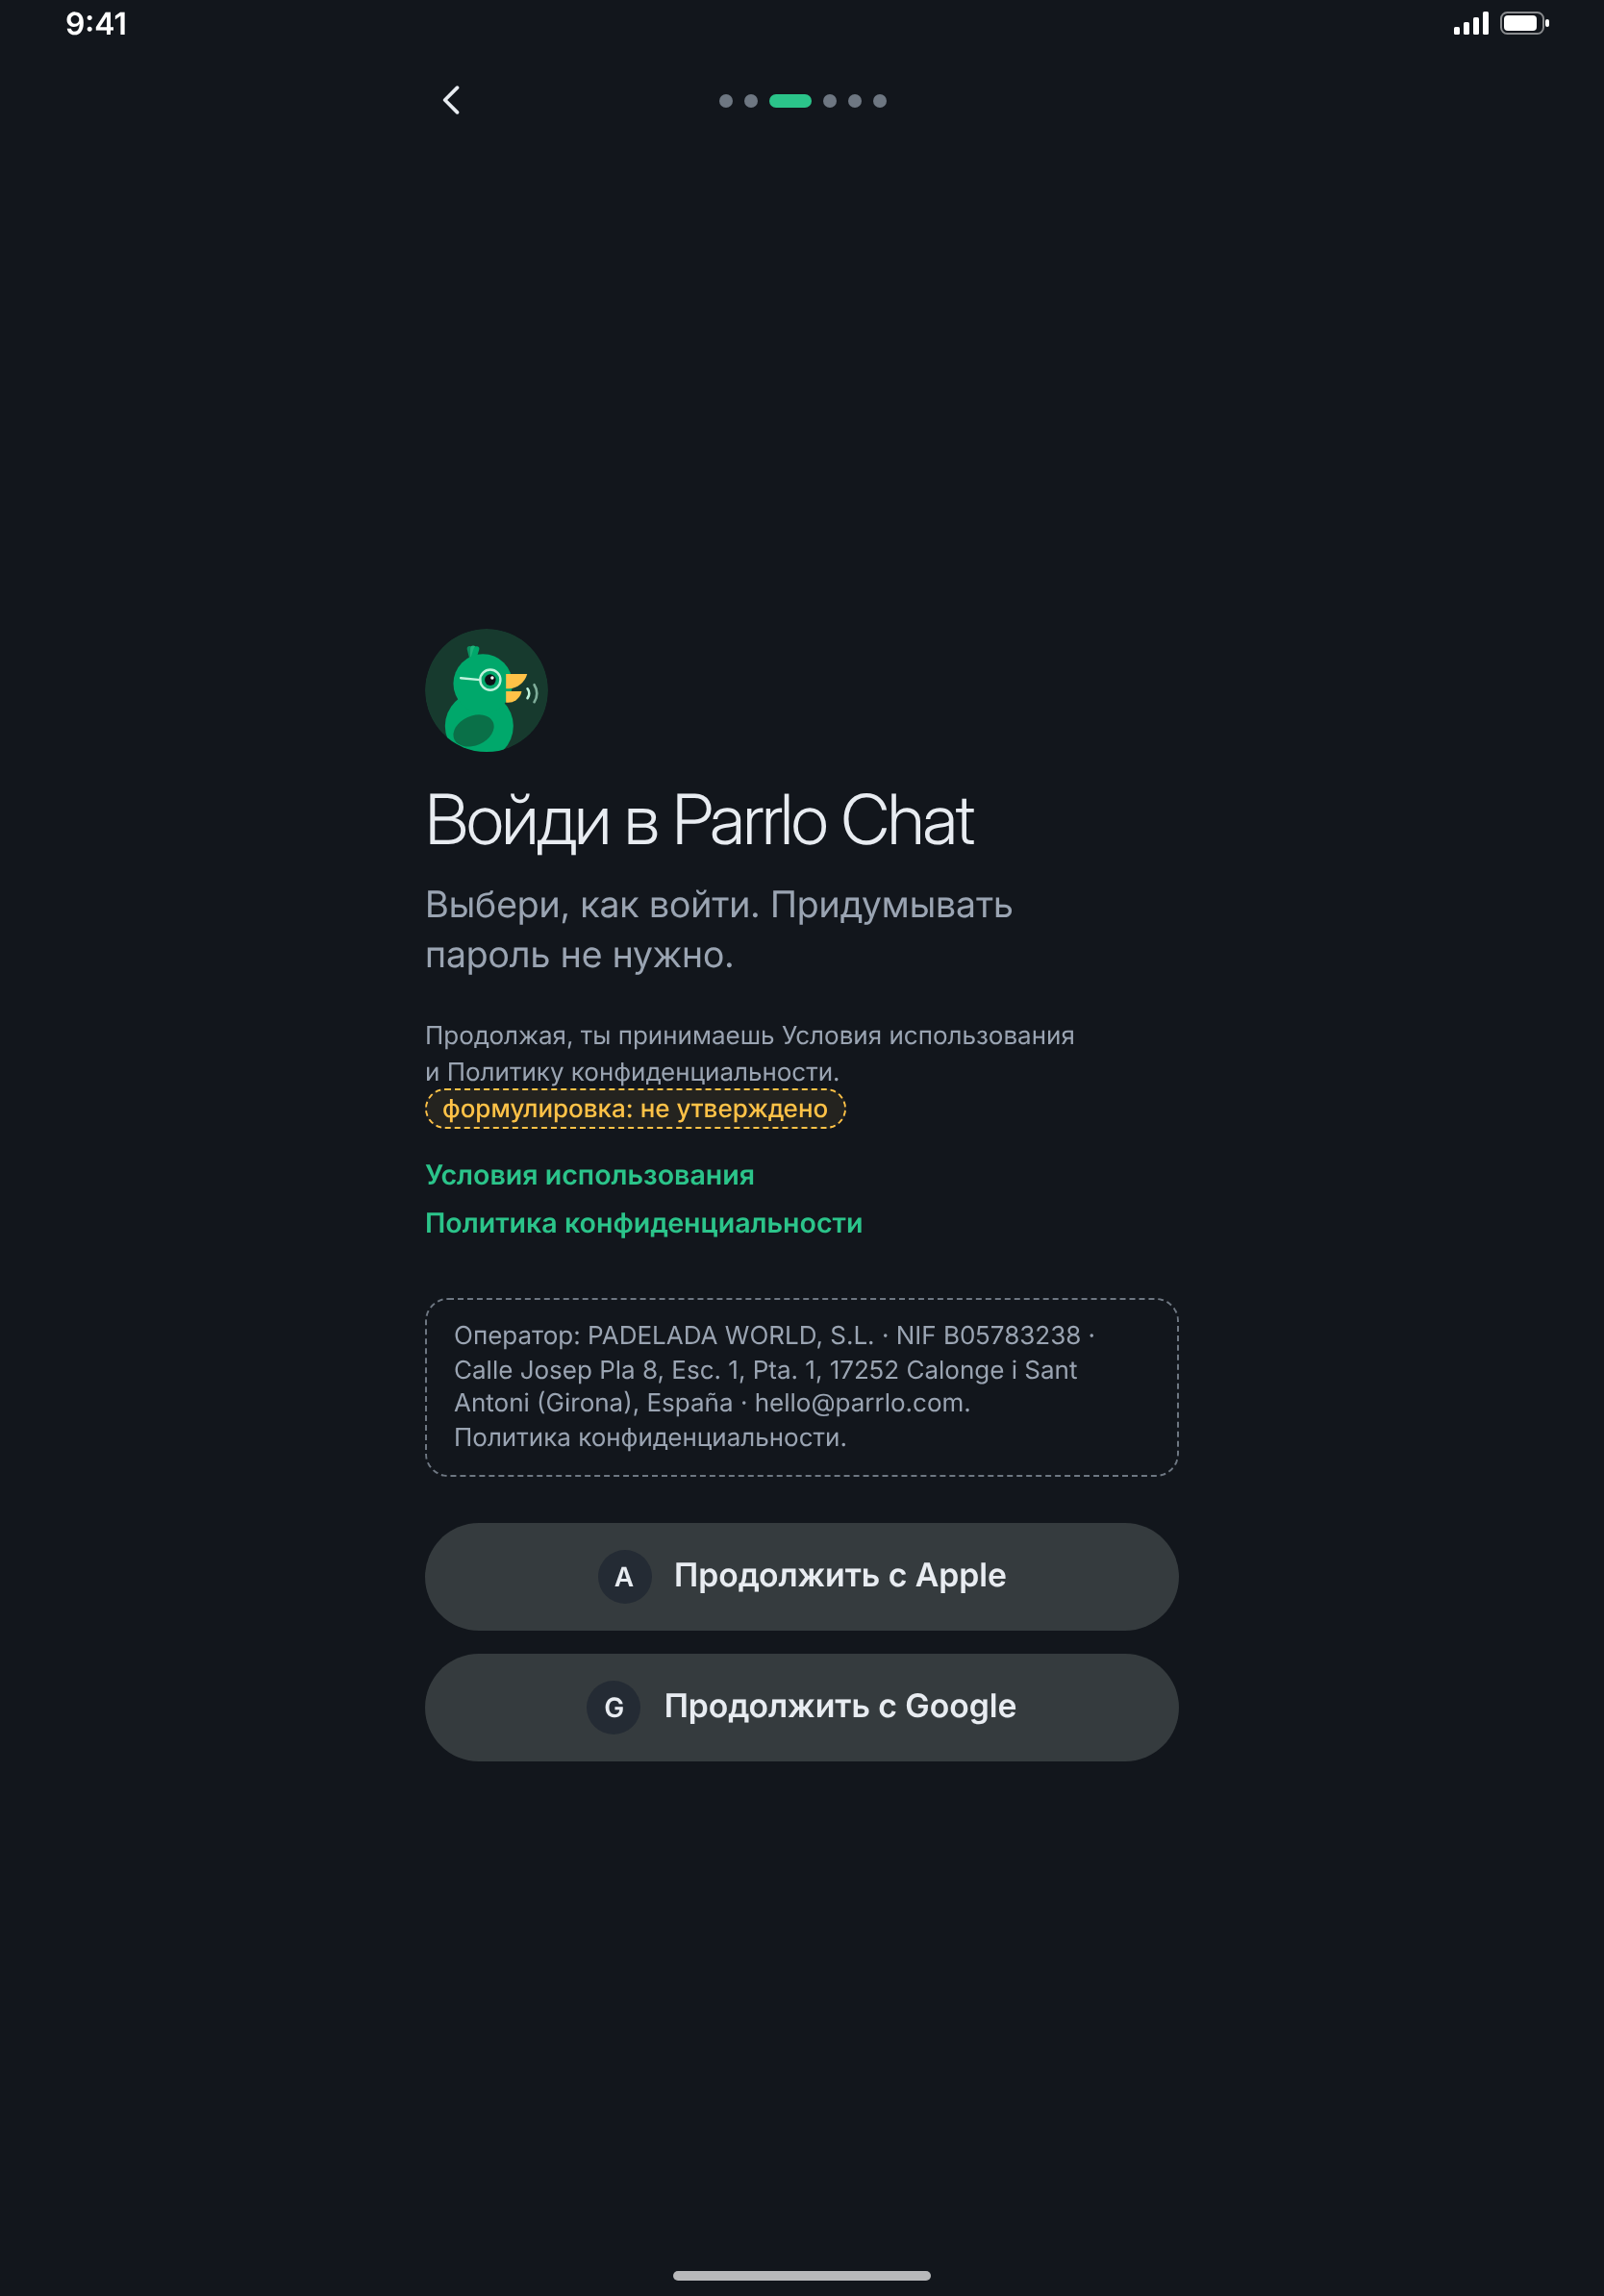 9:41
Войди в Parrlo Chat
Выбери, как войти. Придумывать
пароль не нужно.
Продолжая, ты принимаешь Условия использования
и Политику конфиденциальности.
формулировка: не утверждено
Условия использования
Политика конфиденциальности
Оператор: PADELADA WORLD, S.L. · NIF B05783238 ·
Calle Josep Pla 8, Esc. 1, Pta. 1, 17252 Calonge i Sant
Antoni (Girona), España · hello@parrlo.com.
Политика конфиденциальности.
A Продолжить с Apple
G Продолжить с Google